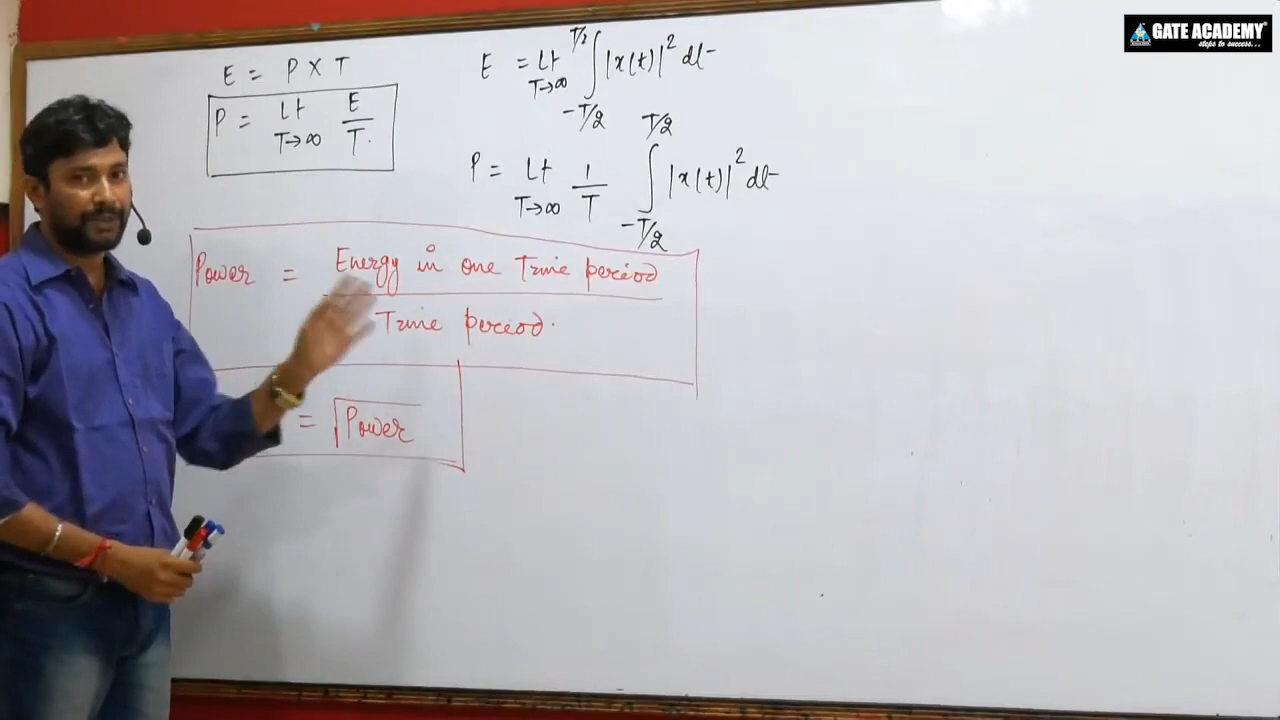 GATE ACADEMY
steps to success...
E = P X T
P = Lt T→∞ E/T.
E = Lt T→∞ ∫ -T/2 T/2 |x(t)|² dt
P = Lt T→∞ 1/T ∫ -T/2 T/2 |x(t)|² dt
Power = Energy in one Time period
Time period.
= √Power